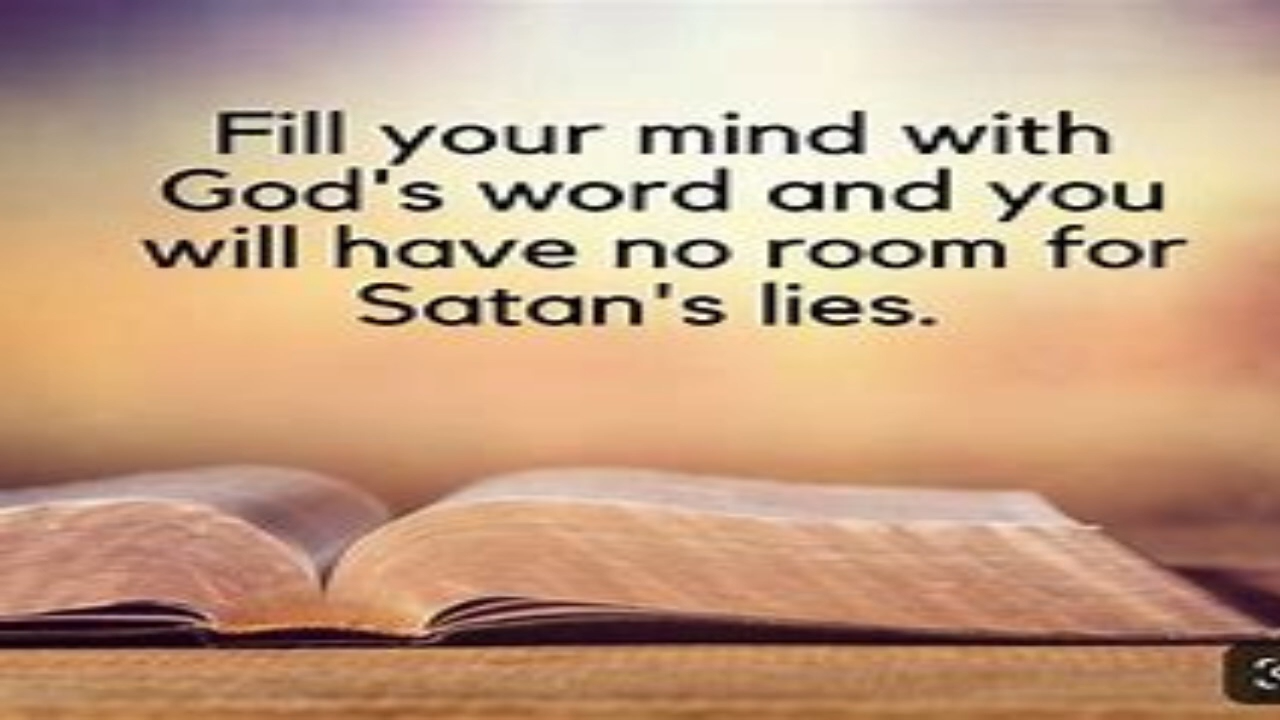 Fill your mind with
God's word and you
will have no room for
Satan's lies.